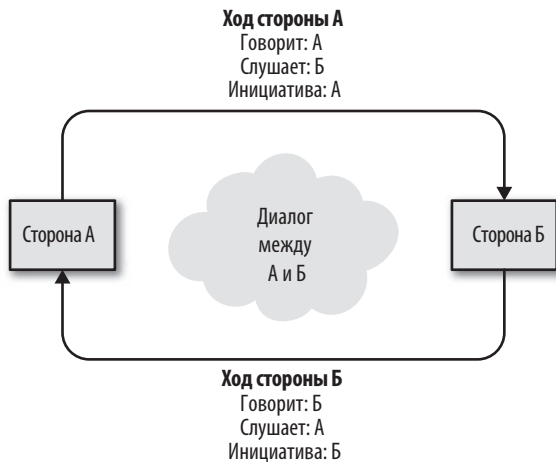 Ход стороны А
Говорит: А
Слушает: Б
Инициатива: А
Сторона А
Диалог
между
А и Б
Сторона Б
Ход стороны Б
Говорит: Б
Слушает: А
Инициатива: Б